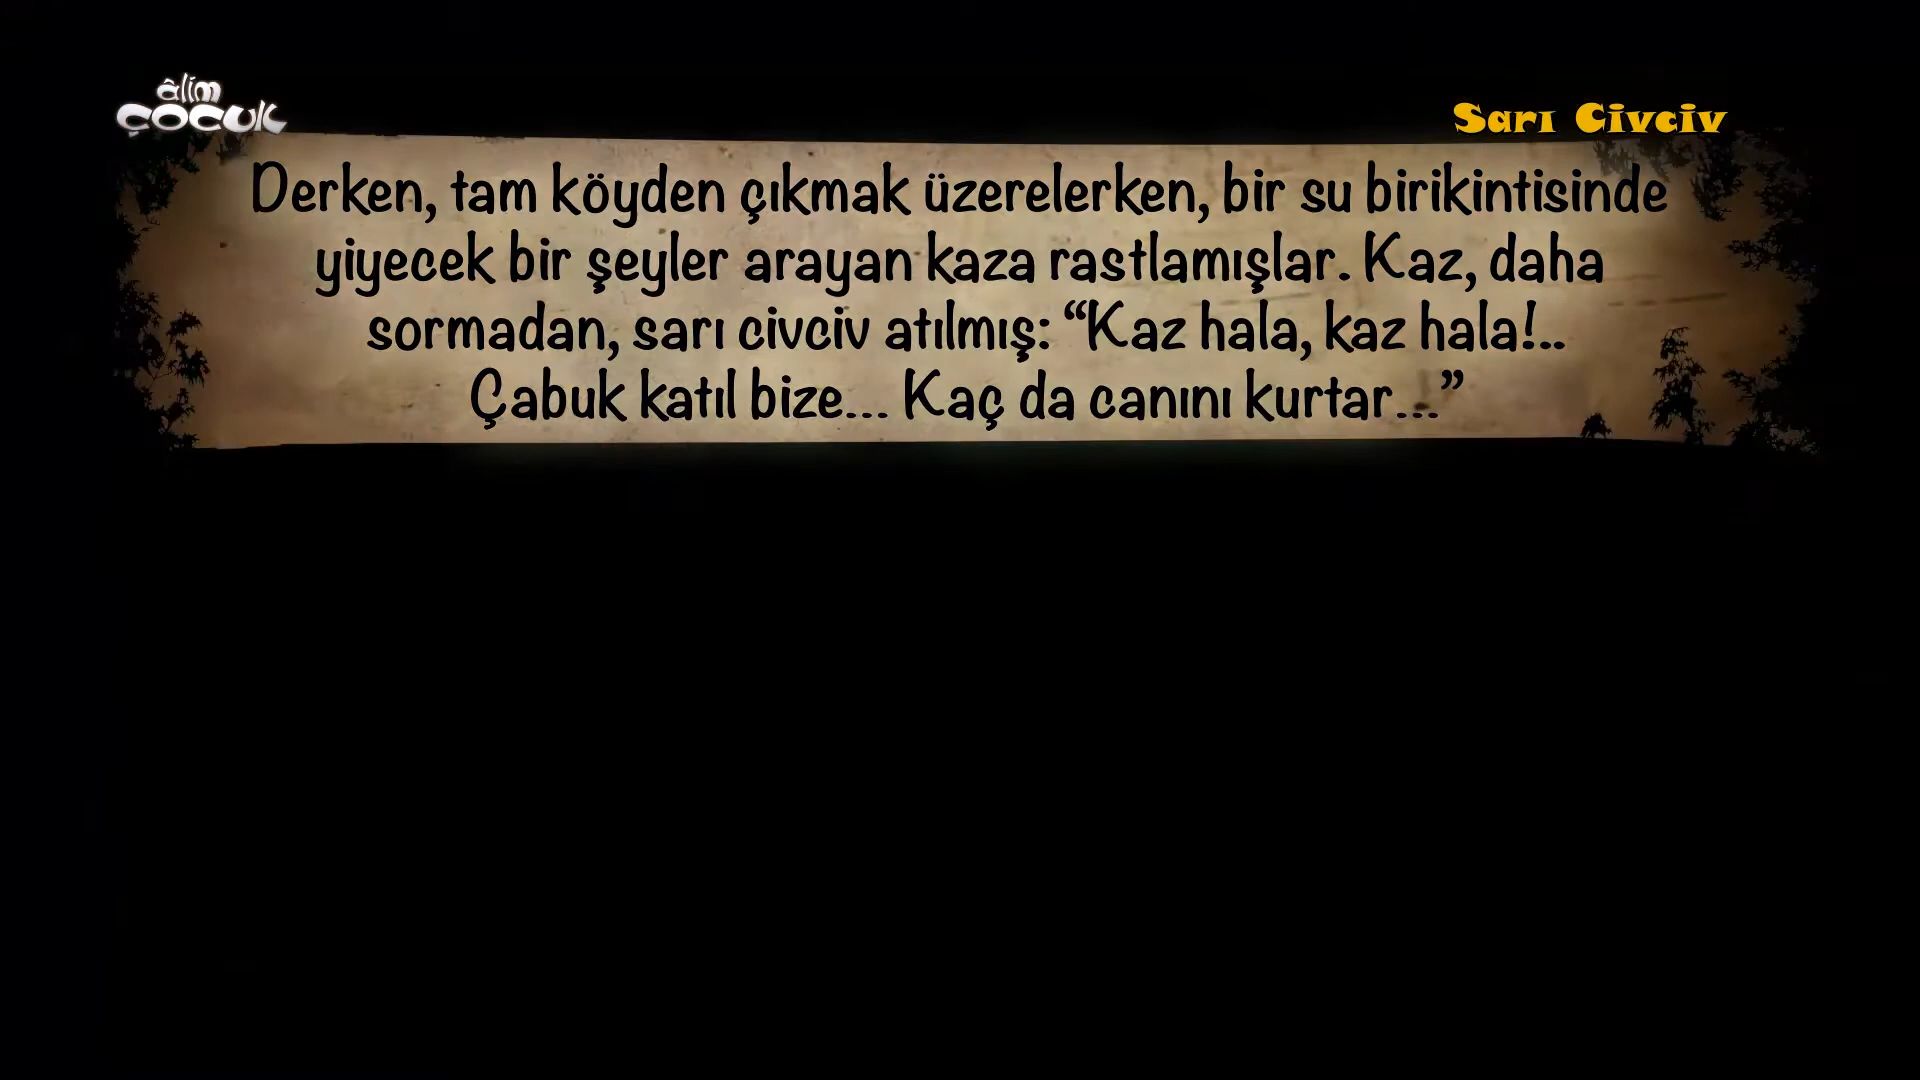 âlim
çocuk
Sarı Civciv
Derken, tam köyden çıkmak üzerelerken, bir su birikintisinde
yiyecek bir şeyler arayan kaza rastlamışlar. Kaz, daha
sormadan, sarı civciv atılmış: “Kaz hala, kaz hala!..
Çabuk katıl bize... Kaç da canını kurtar...”